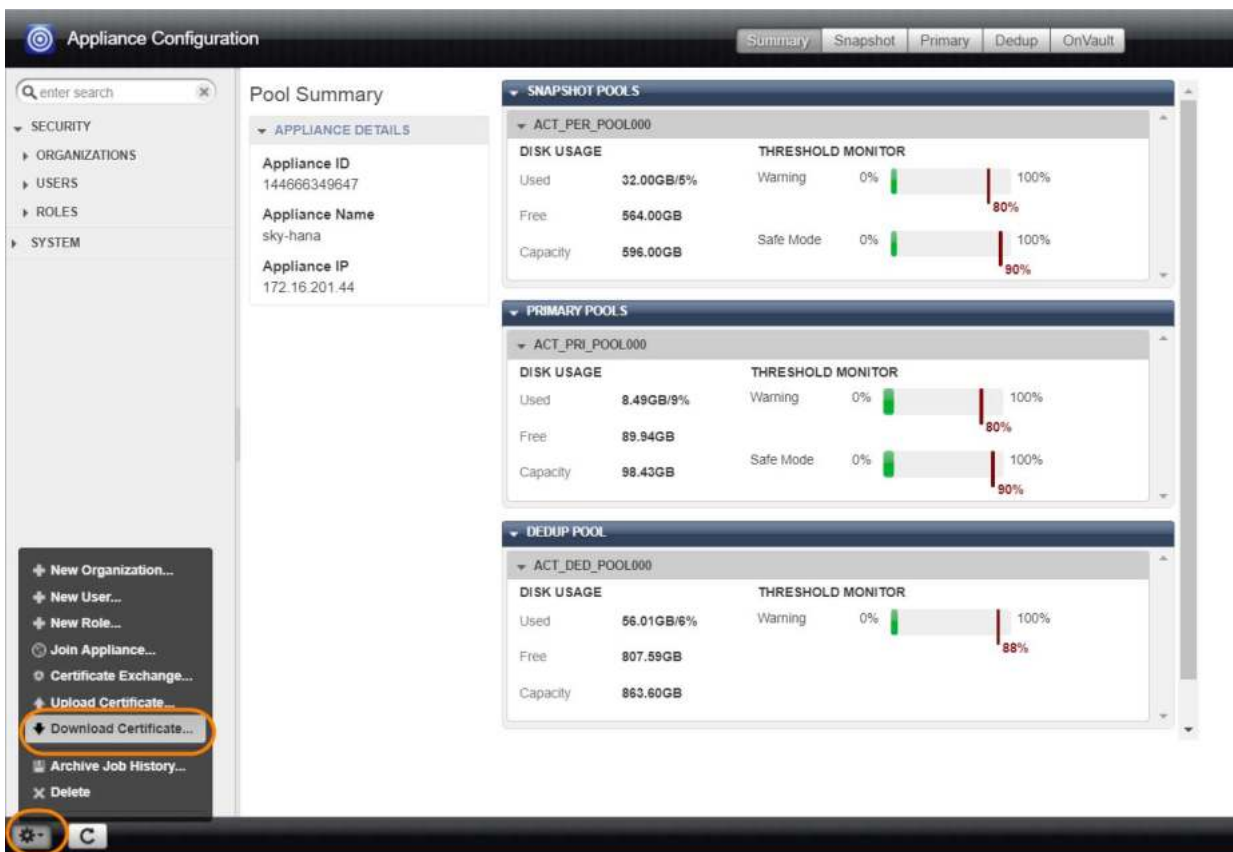 Appliance Configuration
Summary Snapshot Primary Dedup OnVault
enter search
SECURITY
ORGANIZATIONS
USERS
ROLES
SYSTEM
Pool Summary
APPLIANCE DETAILS
Appliance ID
144666349647
Appliance Name
sky-hana
Appliance IP
172.16.201.44
SNAPSHOT POOLS
ACT_PER_POOL000
DISK USAGE THRESHOLD MONITOR
Used 32.00GB/5% Warning 0% 100%
80%
Free 564.00GB
Safe Mode 0% 100%
Capacity 596.00GB
90%
PRIMARY POOLS
ACT_PRI_POOL000
DISK USAGE THRESHOLD MONITOR
Used 8.49GB/9% Warning 0% 100%
80%
Free 89.94GB
Safe Mode 0% 100%
Capacity 98.43GB
90%
DEDUP POOL
ACT_DED_POOL000
DISK USAGE THRESHOLD MONITOR
Used 56.01GB/6% Warning 0% 100%
88%
Free 807.59GB
Capacity 863.60GB
New Organization...
New User...
New Role...
Join Appliance...
Certificate Exchange...
Upload Certificate...
Download Certificate...
Archive Job History...
Delete